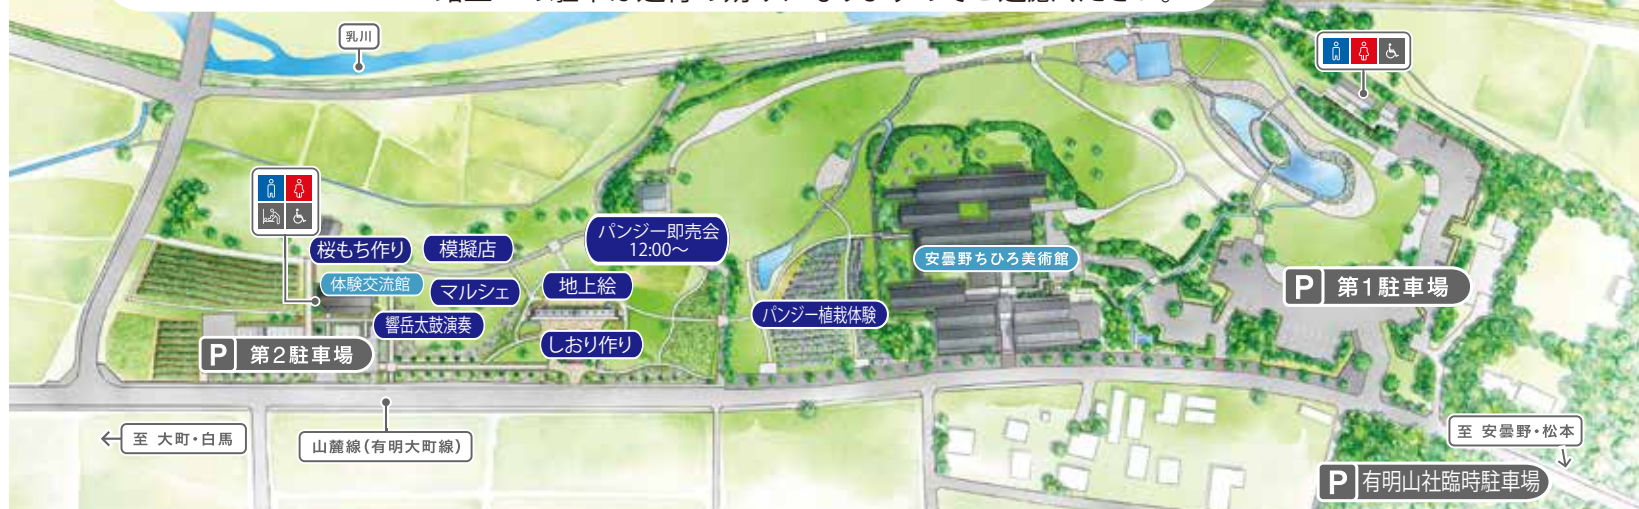 乳川
桜もち作り
模擬店
パンジー即売会
12:00～
体験交流館
マルシェ
地上絵
安曇野ちひろ美術館
P 第1駐車場
響岳太鼓演奏
パンジー植栽体験
P 第2駐車場
しおり作り
← 至 大町・白馬
山麓線(有明大町線)
至 安曇野・松本
P 有明山社臨時駐車場